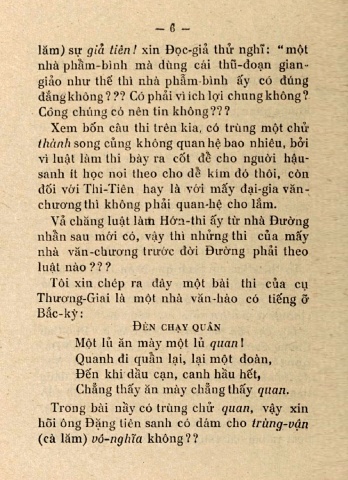 — 6 —
lăm) sự giả tiên! xin Đọc-giả thử nghĩ: “một
nhà phẩm-bình mà dùng cái thủ-đoạn gian-
giảo như thế thì nhà phẩm-bình ấy có đúng
đắng không??? Có phải vì ích lợi chung không?
Công chúng có nên tin không???
Xem bốn câu thi trên kia, có trùng một chử
thành song củng không quan hệ bao nhiêu, bởi
vì luật làm thi bày ra cốt để cho người hậu-
sanh ít học noi theo cho dể kím đó thôi, còn
đối với Thi-Tiên hay là với mấy đại-gia văn-
chương thì không phải quan-hệ cho lắm.
Vả chăng luật làm Hớn-thi ấy từ nhà Đường
nhẫn sau mới có, vậy thì nhửng thi của mấy
nhà văn-chương trước đời Đường phải theo
luật nào???
Tôi xin chép ra đây một bài thi của cụ
Thương-Giai là một nhà văn-hào có tiếng ở
Bắc-kỳ:
ĐÈN CHẠY QUÂN
Một lủ ăn mày một lủ quan!
Quanh đi quần lại, lại một đoàn,
Đến khi dầu cạn, canh hầu hết,
Chẳng thấy ăn mày chẳng thấy quan.
Trong bài nầy có trùng chử quan, vậy xin
hỏi ông Đặng tiên sanh có dám cho trùng-vận
(cà lăm) vô-nghĩa không??